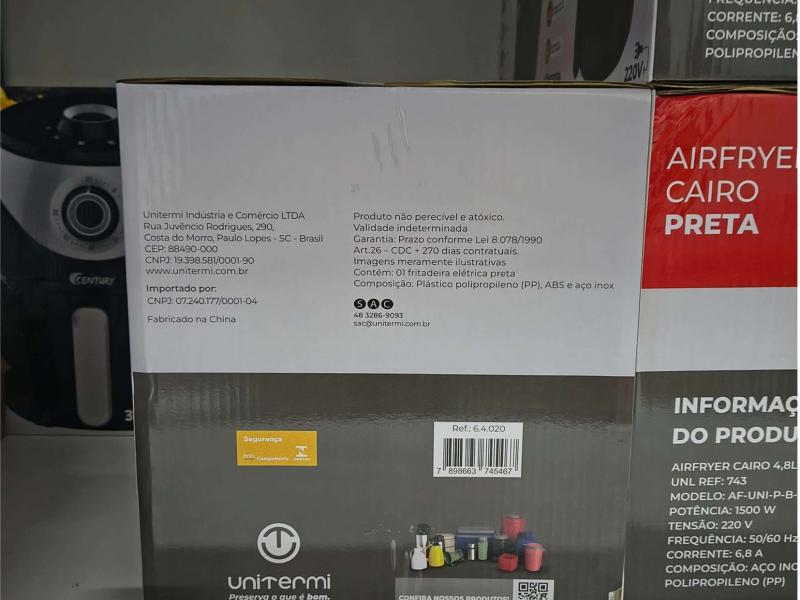 CORRENTE: 6,
COMPOSIÇÃO:
POLIPROPILEN
220V
CENTURY
3
Unitermi Indústria e Comércio LTDA
Rua Juvêncio Rodrigues, 290,
Costa do Morro, Paulo Lopes - SC - Brasil
CEP: 88490-000
CNPJ: 19.398.581/0001-90
www.unitermi.com.br
Importado por:
CNPJ: 07.240.177/0001-04
Fabricado na China
Produto não perecível e atóxico.
Validade indeterminada
Garantia: Prazo conforme Lei 8.078/1990
Art.26 – CDC + 270 dias contratuais.
Imagens meramente ilustrativas
Contém: 01 fritadeira elétrica preta
Composição: Plástico polipropileno (PP), ABS e aço inox
SAC
48 3286-9093
sac@unitermi.com.br
Segurança
Compulsório
Ref.: 6.4.020
7 898663 745467
UNITERMI
Preserva o que é bom.
CONFIRA NOSSOS PRODUTOS!
AIRFRYE
CAIRO
PRETA
INFORMAÇ
DO PRODU
AIRFRYER CAIRO 4,8L
UNL REF: 743
MODELO: AF-UNI-P-B-
POTÊNCIA: 1500 W
TENSÃO: 220 V
FREQUÊNCIA: 50/60 Hz
CORRENTE: 6,8 A
COMPOSIÇÃO: AÇO INO
POLIPROPILENO (PP)